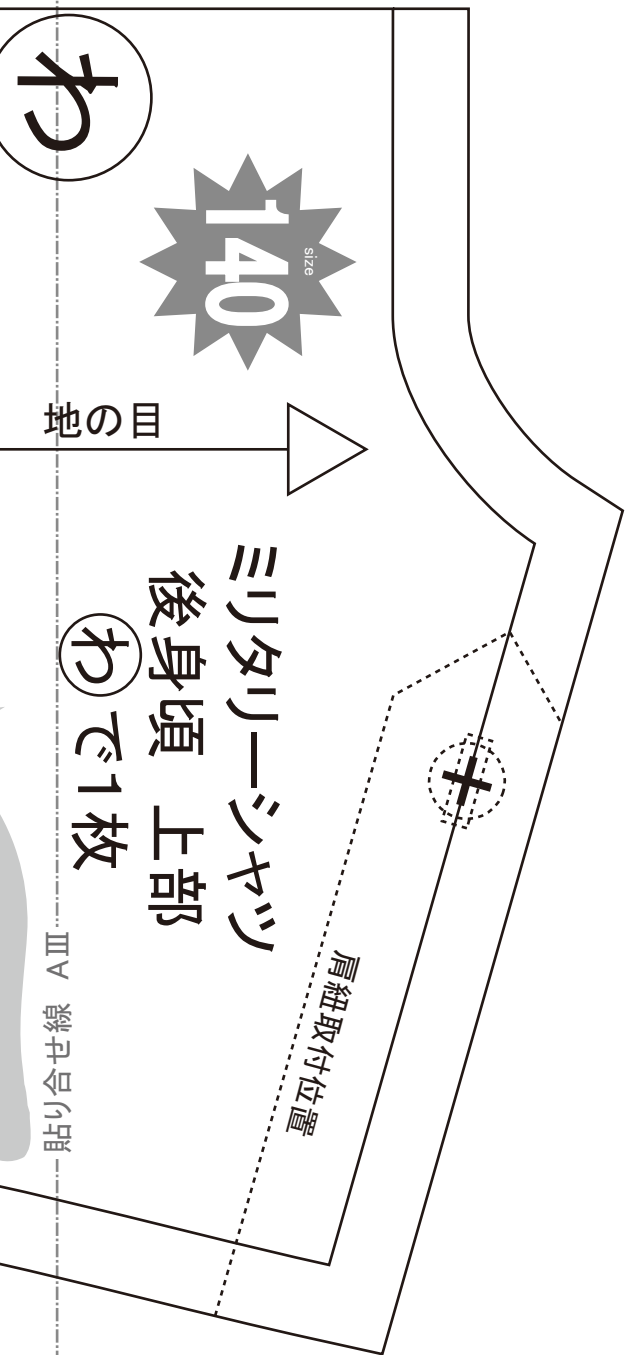 わ
size
140
地の目
ミリタリーシャツ
後身頃 上部
わで1枚
肩紐取付位置
貼り合せ線 AⅢ